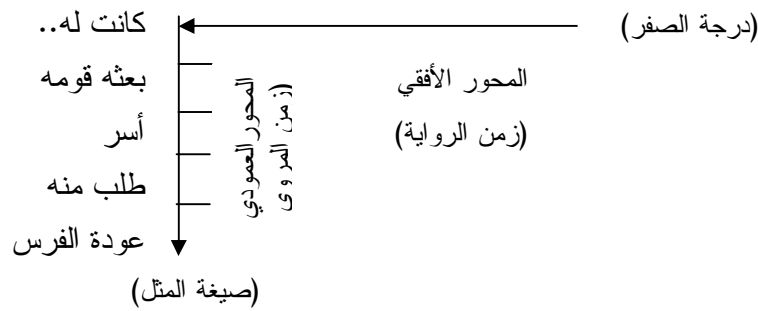 (درجة الصفر)
كانت له..
المحور الأفقي
(زمن الرواية)
المحور العمودي
(زمن المروى
بعثه قومه
أسر
طلب منه
عودة الفرس
(صيغة المثل)